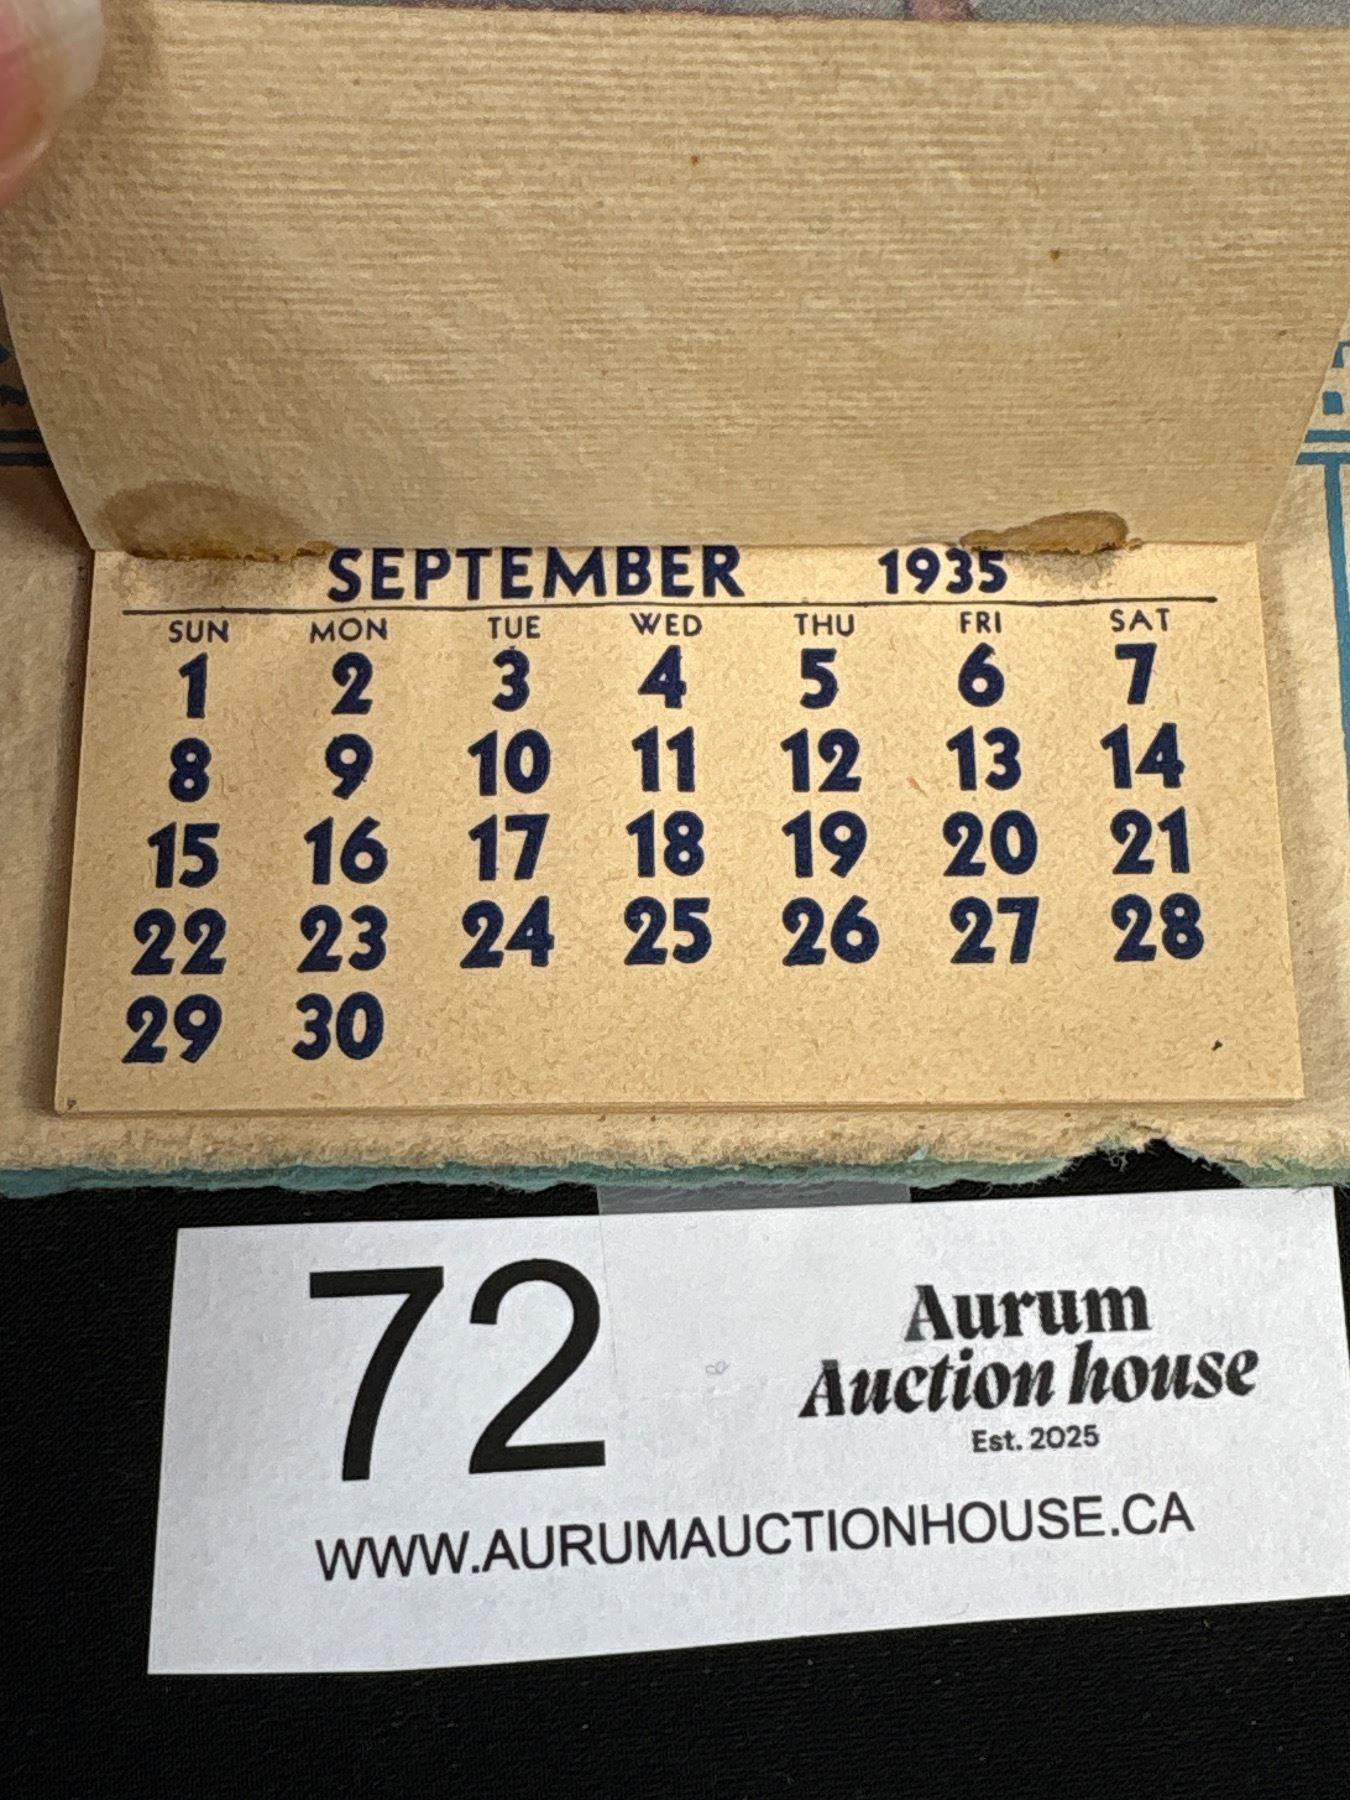 SEPTEMBER 1935
SUN MON TUE WED THU FRI SAT
1 2 3 4 5 6 7
8 9 10 11 12 13 14
15 16 17 18 19 20 21
22 23 24 25 26 27 28
29 30
72
Aurum
Auction house
Est. 2025
WWW.AURUMAUCTIONHOUSE.CA